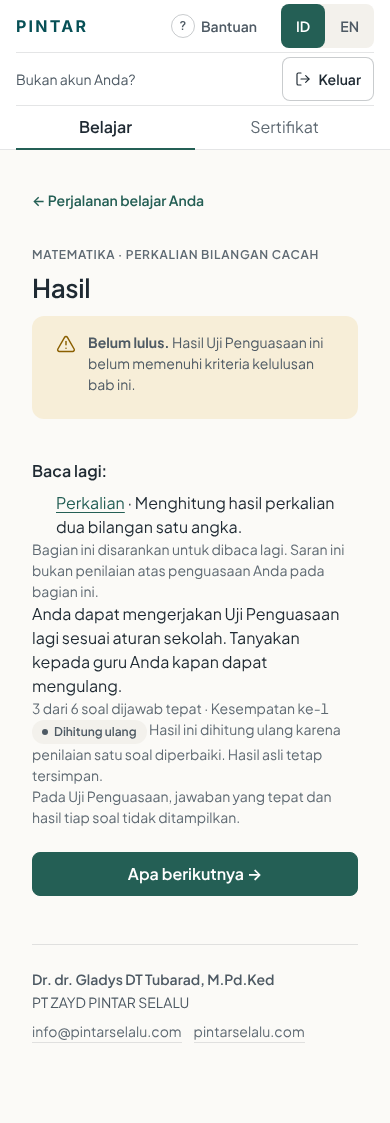 PINTAR
? Bantuan
ID EN
Bukan akun Anda?
Keluar
Belajar
Sertifikat
← Perjalanan belajar Anda
MATEMATIKA · PERKALIAN BILANGAN CACAH
Hasil
Belum lulus. Hasil Uji Penguasaan ini
belum memenuhi kriteria kelulusan
bab ini.
Baca lagi:
Perkalian · Menghitung hasil perkalian
dua bilangan satu angka.
Bagian ini disarankan untuk dibaca lagi. Saran ini
bukan penilaian atas penguasaan Anda pada
bagian ini.
Anda dapat mengerjakan Uji Penguasaan
lagi sesuai aturan sekolah. Tanyakan
kepada guru Anda kapan dapat
mengulang.
3 dari 6 soal dijawab tepat · Kesempatan ke-1
Dihitung ulang Hasil ini dihitung ulang karena
penilaian satu soal diperbaiki. Hasil asli tetap
tersimpan.
Pada Uji Penguasaan, jawaban yang tepat dan
hasil tiap soal tidak ditampilkan.
Apa berikutnya →
Dr. dr. Gladys DT Tubarad, M.Pd.Ked
PT ZAYD PINTAR SELALU
info@pintarselalu.com pintarselalu.com